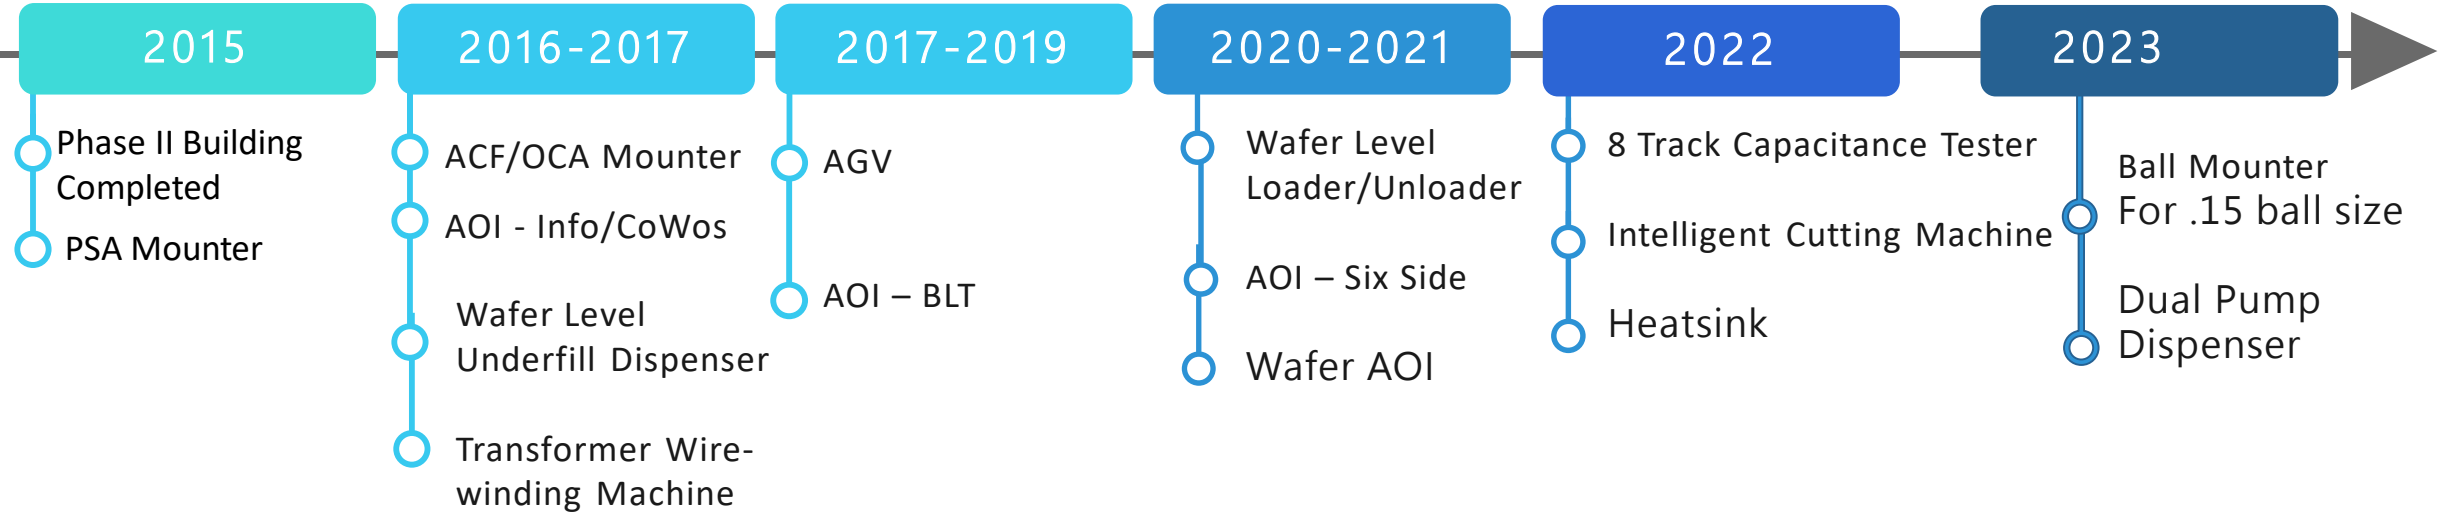 2015
Phase II Building
Completed
PSA Mounter
2016-2017
ACF/OCA Mounter
AOI - Info/CoWos
Wafer Level
Underfill Dispenser
Transformer Wire-
winding Machine
2017-2019
AGV
AOI – BLT
2020-2021
Wafer Level
Loader/Unloader
AOI – Six Side
Wafer AOI
2022
8 Track Capacitance Tester
Intelligent Cutting Machine
Heatsink
2023
Ball Mounter
For .15 ball size
Dual Pump
Dispenser